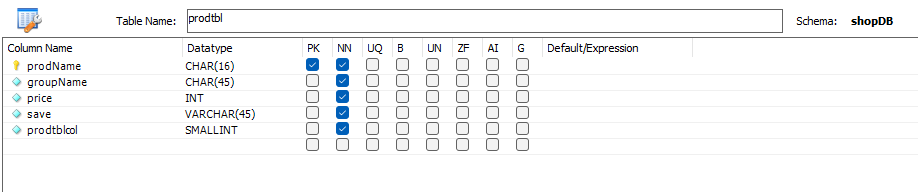 Table Name: prodtbl Schema: shopDB
Column Name Datatype PK NN UQ B UN ZF AI G Default/Expression
prodName CHAR(16)
groupName CHAR(45)
price INT
save VARCHAR(45)
prodtblcol SMALLINT